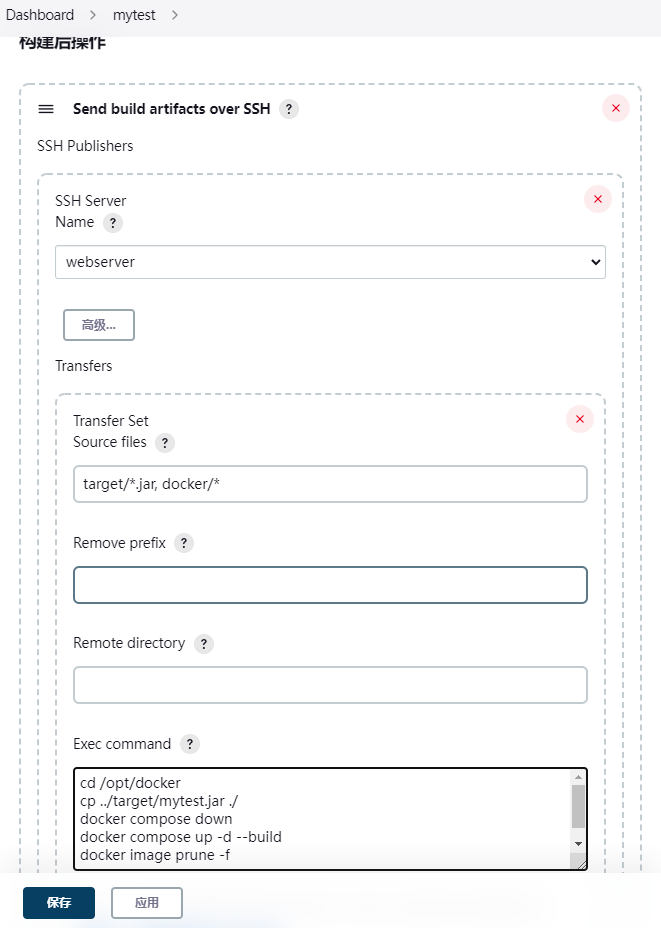 Dashboard > mytest >
构建后操作
Send build artifacts over SSH ?
SSH Publishers
SSH Server
Name ?
webserver
高级...
Transfers
Transfer Set
Source files ?
target/*.jar, docker/*
Remove prefix ?
Remote directory ?
Exec command ?
cd /opt/docker
cp ../target/mytest.jar ./
docker compose down
docker compose up -d --build
docker image prune -f
保存 应用